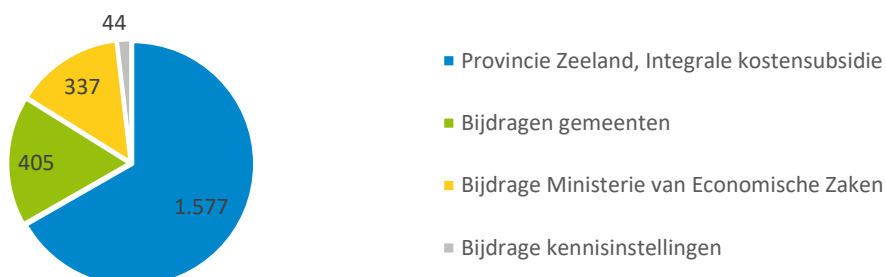 44
337
405
1.577
Provincie Zeeland, Integrale kostensubsidie
Bijdragen gemeenten
Bijdrage Ministerie van Economische Zaken
Bijdrage kennisinstellingen